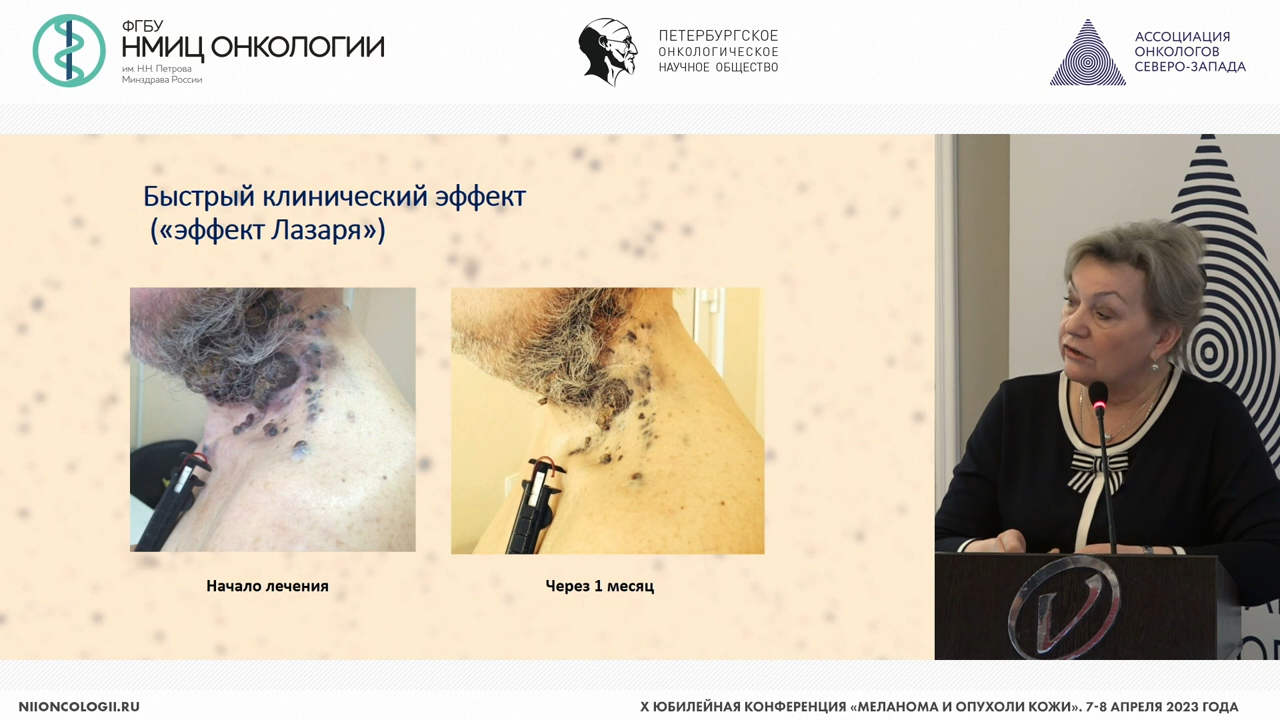 ФГБУ
НМИЦ ОНКОЛОГИИ
им. Н.Н. Петрова
Минздрава России
ПЕТЕРБУРГСКОЕ
ОНКОЛОГИЧЕСКОЕ
НАУЧНОЕ ОБЩЕСТВО
АССОЦИАЦИЯ
ОНКОЛОГОВ
СЕВЕРО-ЗАПАДА
Быстрый клинический эффект
(«эффект Лазаря»)
Начало лечения
Через 1 месяц
NIIONCOLOGII.RU
X ЮБИЛЕЙНАЯ КОНФЕРЕНЦИЯ «МЕЛАНОМА И ОПУХОЛИ КОЖИ». 7-8 АПРЕЛЯ 2023 ГОДА